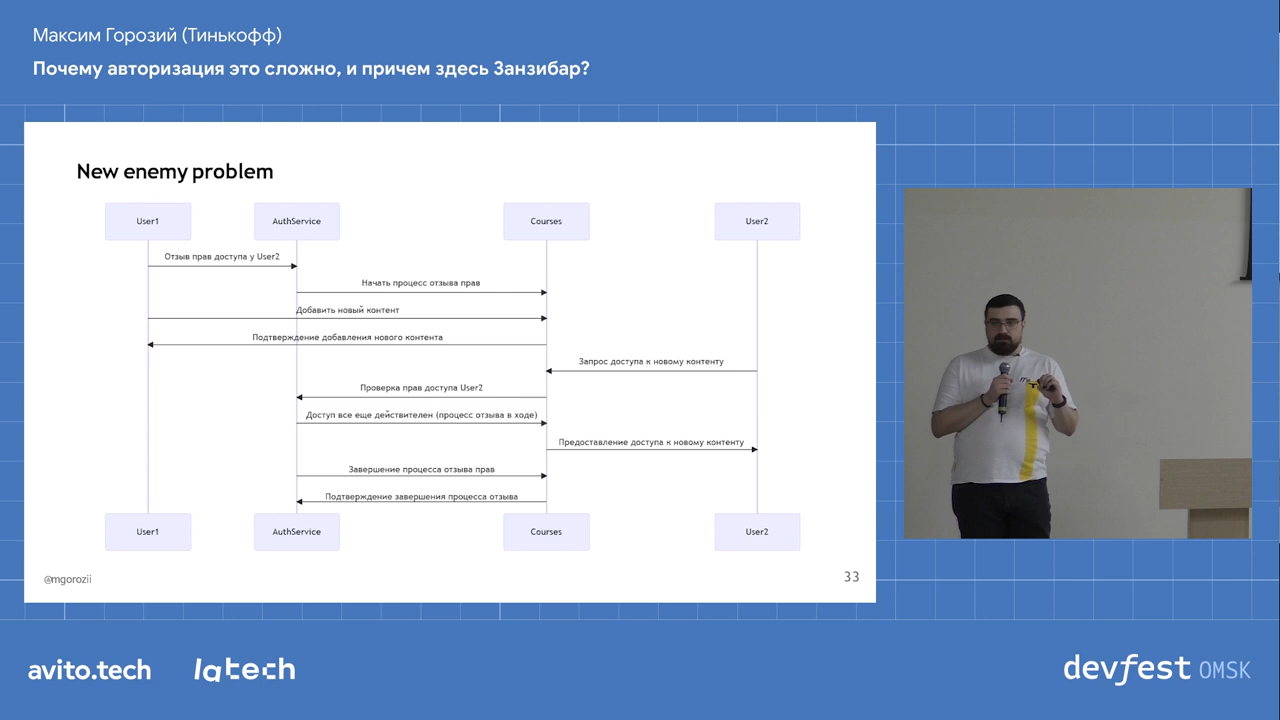 Максим Горозий (Тинькофф)
Почему авторизация это сложно, и причем здесь Занзибар?
New enemy problem
User1
AuthService
Courses
User2
Отзыв прав доступа у User2
Начать процесс отзыва прав
Добавить новый контент
Подтверждение добавления нового контента
Запрос доступа к новому контенту
Проверка прав доступа User2
Доступ все еще действителен (процесс отзыва в ходе)
Предоставление доступа к новому контенту
Завершение процесса отзыва прав
Подтверждение завершения процесса отзыва
User1
AuthService
Courses
User2
@mgorozii
33
avito.tech
latech
devfest OMSK